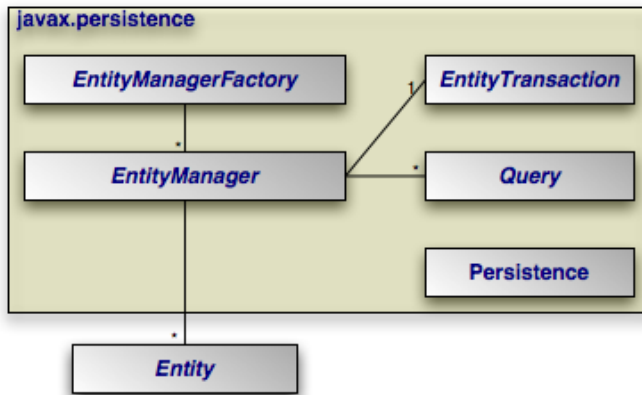 javax.persistence
EntityManagerFactory
EntityTransaction
1
*
EntityManager
*
Query
Persistence
*
Entity